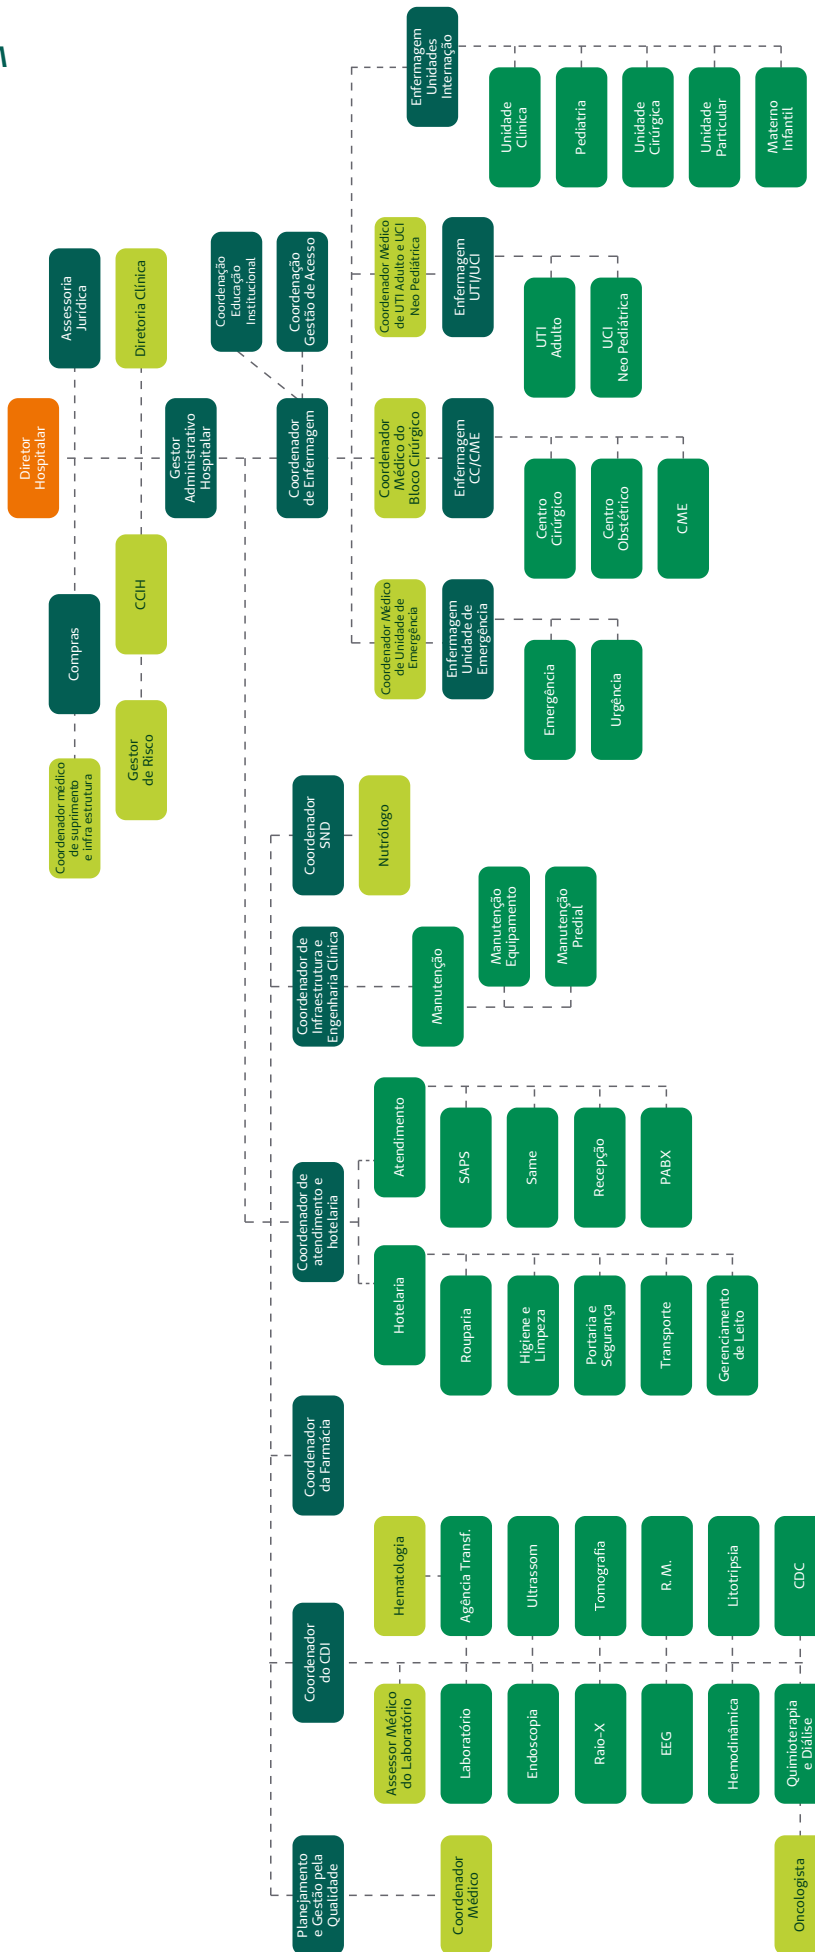 Diretor
Hospitalar
Assessoria
Jurídica
Compras
Coordenador médico
de suprimento
e infra estrutura
Diretoria Clínica
CCIH
Gestor
de Risco
Gestor
Administrativo
Hospitalar
Coordenação
Educação
Institucional
Coordenação
Gestão de Acesso
Coordenador
de Enfermagem
Enfermagem
Unidades
Internação
Unidade
Clínica
Pediatria
Unidade
Cirúrgica
Unidade
Particular
Materno
Infantil
Coordenador Médico
de UTI Adulto e UCI
Neo Pediátrica
Enfermagem
UTI/UCI
UTI
Adulto
UCI
Neo Pediátrica
Coordenador
Médico do
Bloco Cirúrgico
Enfermagem
CC/CME
Centro
Cirúrgico
Centro
Obstétrico
CME
Coordenador Médico
de Unidade de
Emergência
Enfermagem
Unidade de
Emergência
Emergência
Urgência
Coordenador
SND
Nutrólogo
Coordenador de
Infraestrutura e
Engenharia Clínica
Manutenção
Manutenção
Equipamento
Manutenção
Predial
Coordenador de
atendimento e
hotelaria
Atendimento
SAPS
Same
Recepção
PABX
Hotelaria
Rouparia
Higiene e
Limpeza
Portaria e
Segurança
Transporte
Gerenciamento
de Leito
Coordenador
da Farmácia
Coordenador
do CDI
Hematologia
Agência Transf.
Ultrassom
Tomografia
R. M.
Litotripsia
CDC
Assessor Médico
do Laboratório
Laboratório
Endoscopia
Raio-X
EEG
Hemodinâmica
Quimioterapia
e Diálise
Oncologista
Planejamento
e Gestão pela
Qualidade
Coordenador
Médico